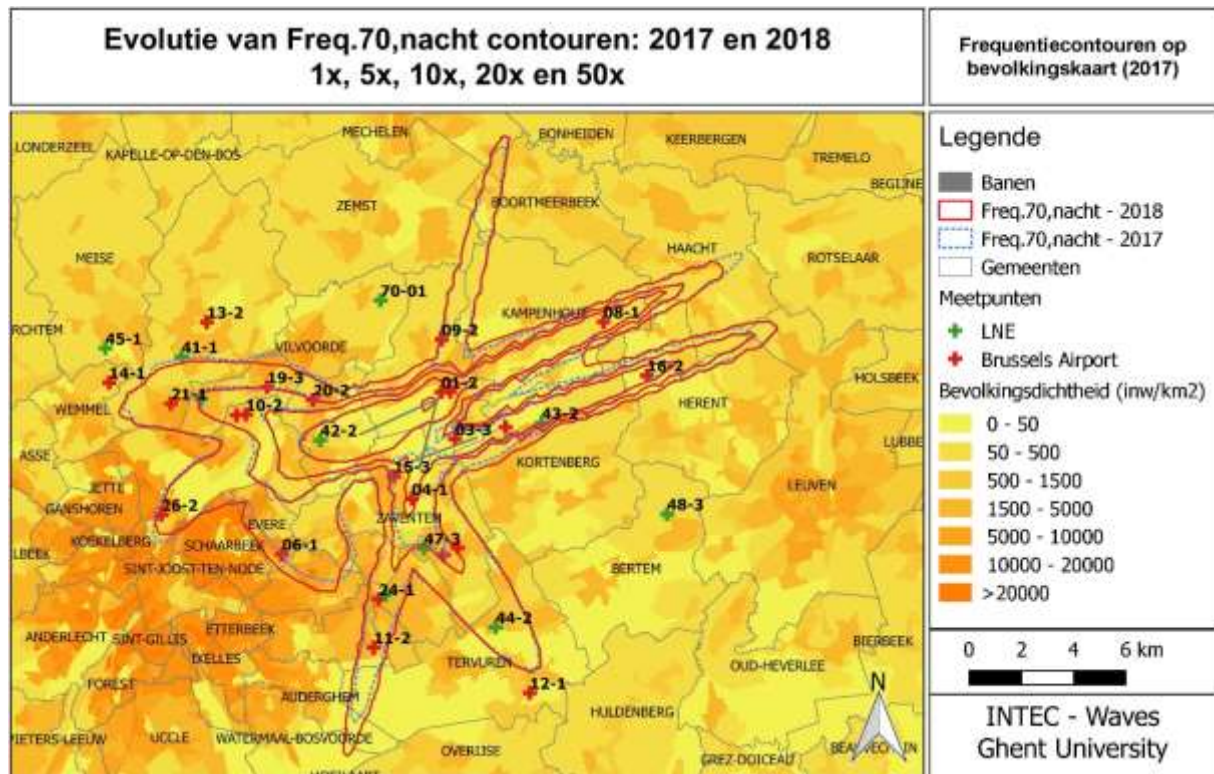 Evolutie van Freq.70,nacht contouren: 2017 en 2018
1x, 5x, 10x, 20x en 50x
Frequentiecontouren op
bevolkingskaart (2017)
LONDERZEEL
KAPELLE-OP-DEN-BOS
MECHELEN
BONHEIDEN
KEERBERGEN
TREMELO
BEGIJNE
ZEMST
BOORTMEERBEEK
HAACHT
ROTSELAAR
MEISE
70-01
KAMPENHOUT
08-1
13-2
RCHTEM
45-1
41-1
VILVOORDE
09-2
14-1
19-3
20-2
01-2
16-2
HOLSBEEK
WEMMEL
21-1
10-2
HERENT
42-2
03-3
43-2
LUBBE
ASSE
KORTENBERG
15-3
JETTE
LEUVEN
GANSHOREN
26-2
04-1
48-3
EVERE
ZAVENTEM
KOEKELBERG
SCHAARBEEK
06-1
47-3
LBEEK
SINT-JOOST-TEN-NODE
BERTEM
24-1
ANDERLECHT
SINT-GILLIS
ETTERBEEK
11-2
44-2
BIERBEEK
IXELLES
TERVUREN
OUD-HEVERLEE
FOREST
AUDERGHEM
12-1
HULDENBERG
PIETERS-LEEUW
UCCLE
WATERMAAL-BOSVOORDE
OVERIJSE
GREZ-DOICEAU
N
Legende
Banen
Freq.70,nacht - 2018
Freq.70,nacht - 2017
Gemeenten
Meetpunten
LNE
Brussels Airport
Bevolkingsdichtheid (inw/km2)
0 - 50
50 - 500
500 - 1500
1500 - 5000
5000 - 10000
10000 - 20000
>20000
0 2 4 6 km
INTEC - Waves
Ghent University